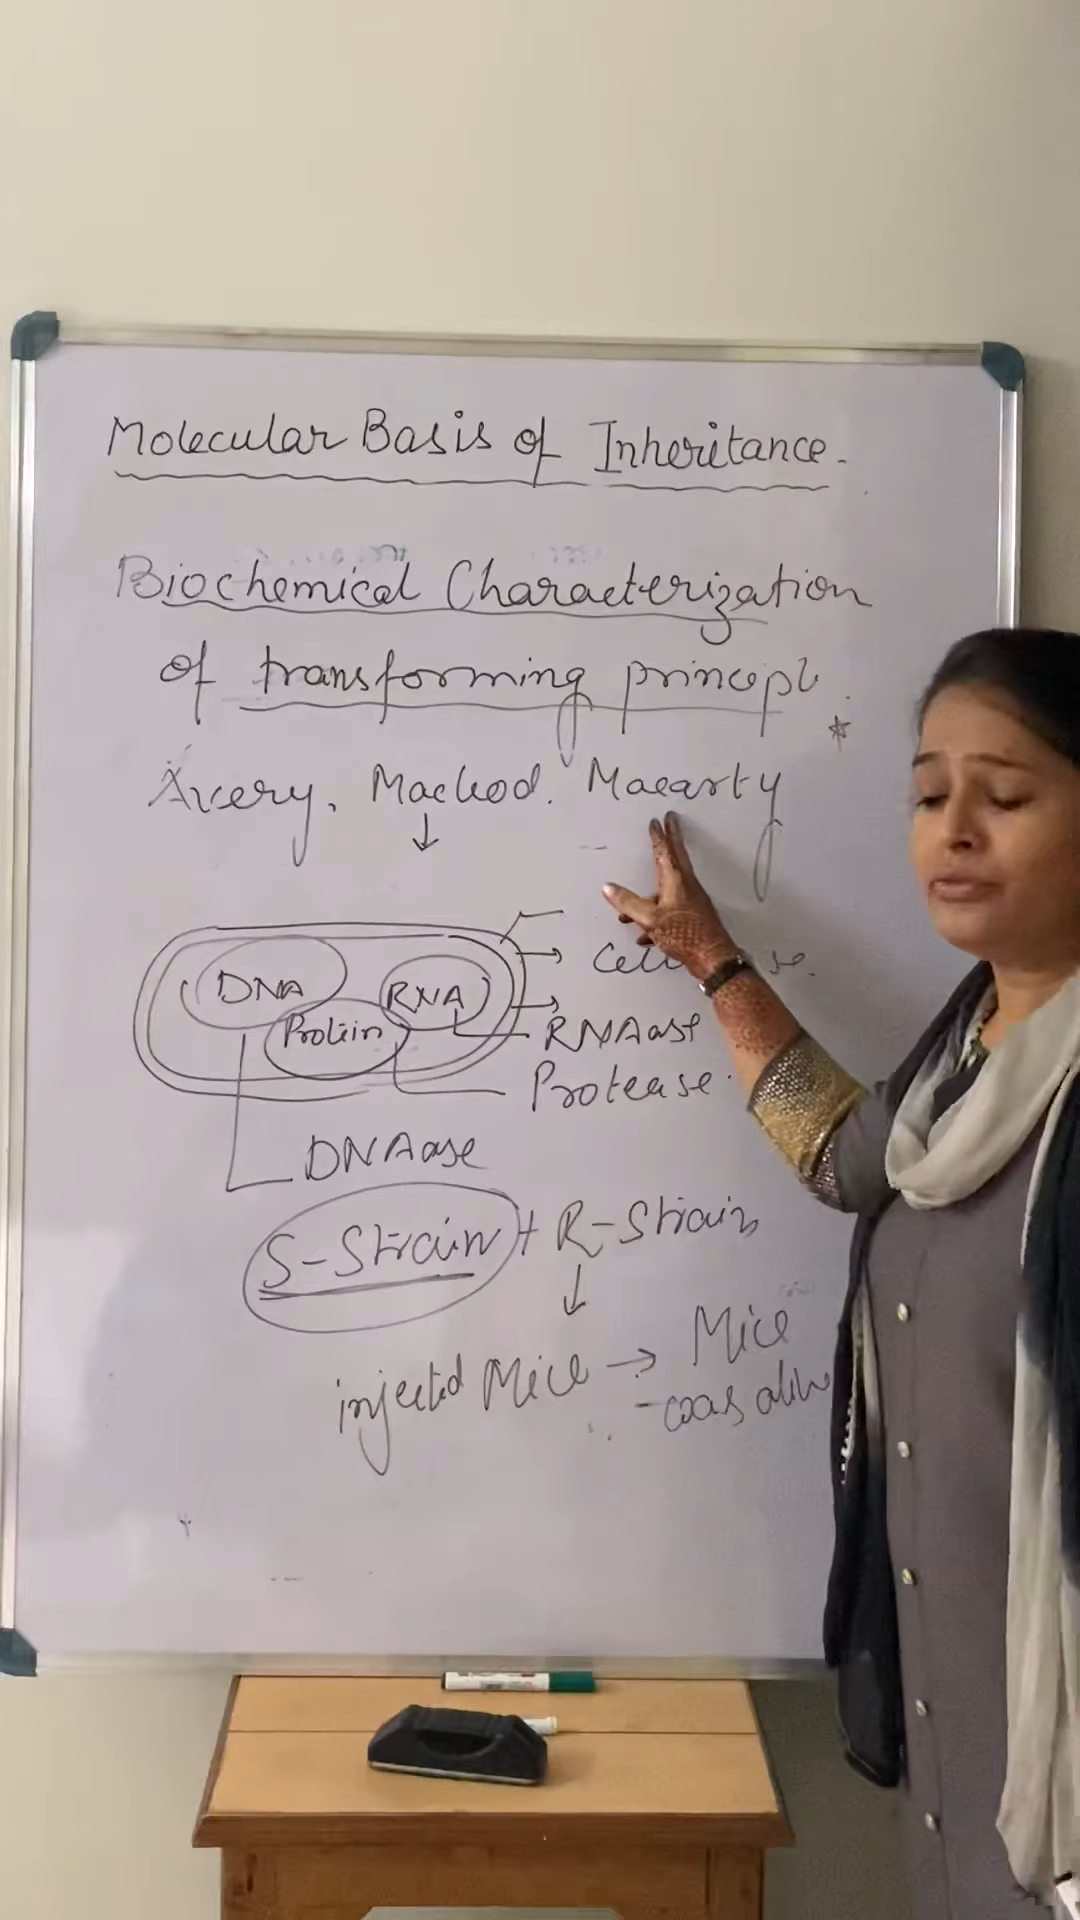 Molecular Basis of Inheritance.
Biochemical Characterization
of transforming principl.
Avery, Macleod. Macarty
DNA
RNA
Protein
RNAase
Protease.
DNAase
S-Strain + R-Strain
injected Mice → Mice
- was alive